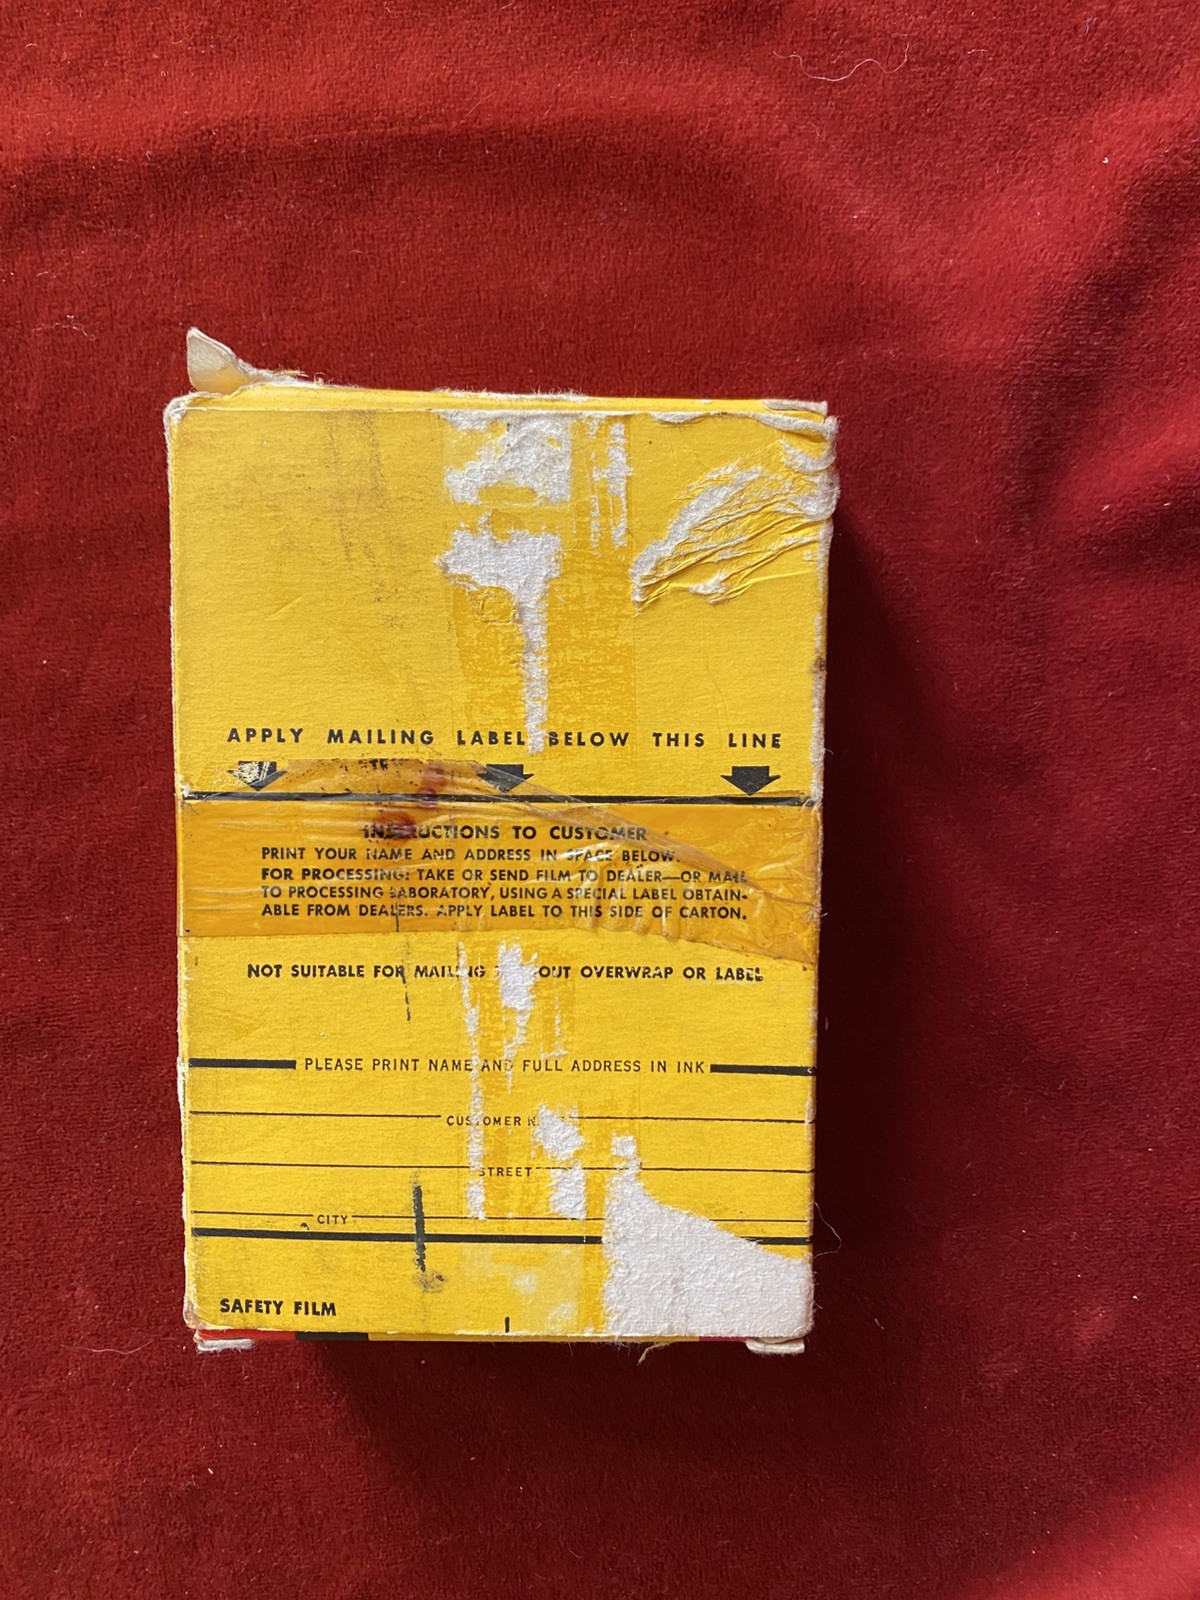 APPLY MAILING LABEL BELOW THIS LINE
INSTRUCTIONS TO CUSTOMER
PRINT YOUR NAME AND ADDRESS IN SPACE BELOW.
FOR PROCESSING: TAKE OR SEND FILM TO DEALER—OR MAIL
TO PROCESSING LABORATORY, USING A SPECIAL LABEL OBTAIN-
ABLE FROM DEALERS. APPLY LABEL TO THIS SIDE OF CARTON.
NOT SUITABLE FOR MAILING OUT OVERWRAP OR LABEL
PLEASE PRINT NAME AND FULL ADDRESS IN INK
CUSTOMER
STREET
CITY
SAFETY FILM